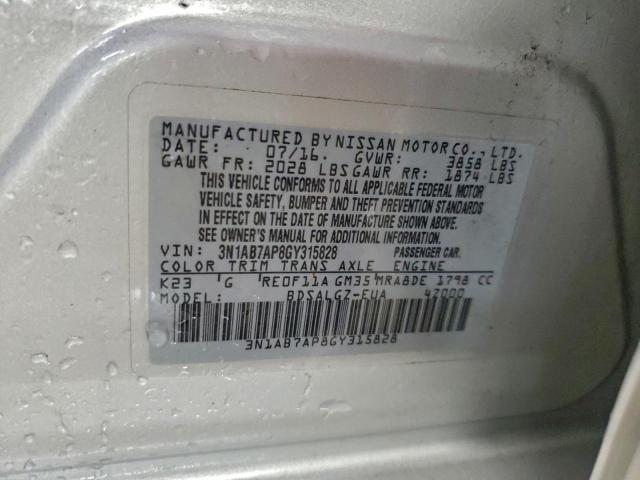 MANUFACTURED BY NISSAN MOTOR CO., LTD.
DATE: 07/16. GVWR: 3858 LBS
GAWR FR: 2028 LBS GAWR RR: 1874 LBS
THIS VEHICLE CONFORMS TO ALL APPLICABLE FEDERAL MOTOR
VEHICLE SAFETY, BUMPER AND THEFT PREVENTION STANDARDS
IN EFFECT ON THE DATE OF MANUFACTURE SHOWN ABOVE.
SEE OWNER'S MANUAL FOR ADDITIONAL INFORMATION.
VIN: 3N1AB7AP8GY315828 PASSENGER CAR.
COLOR TRIM TRANS AXLE ENGINE
K23 G RE0F11A GM35 MRA8DE 1798 CC
MODEL: BDSALGZ-EUA 42000
3N1AB7AP8GY315828